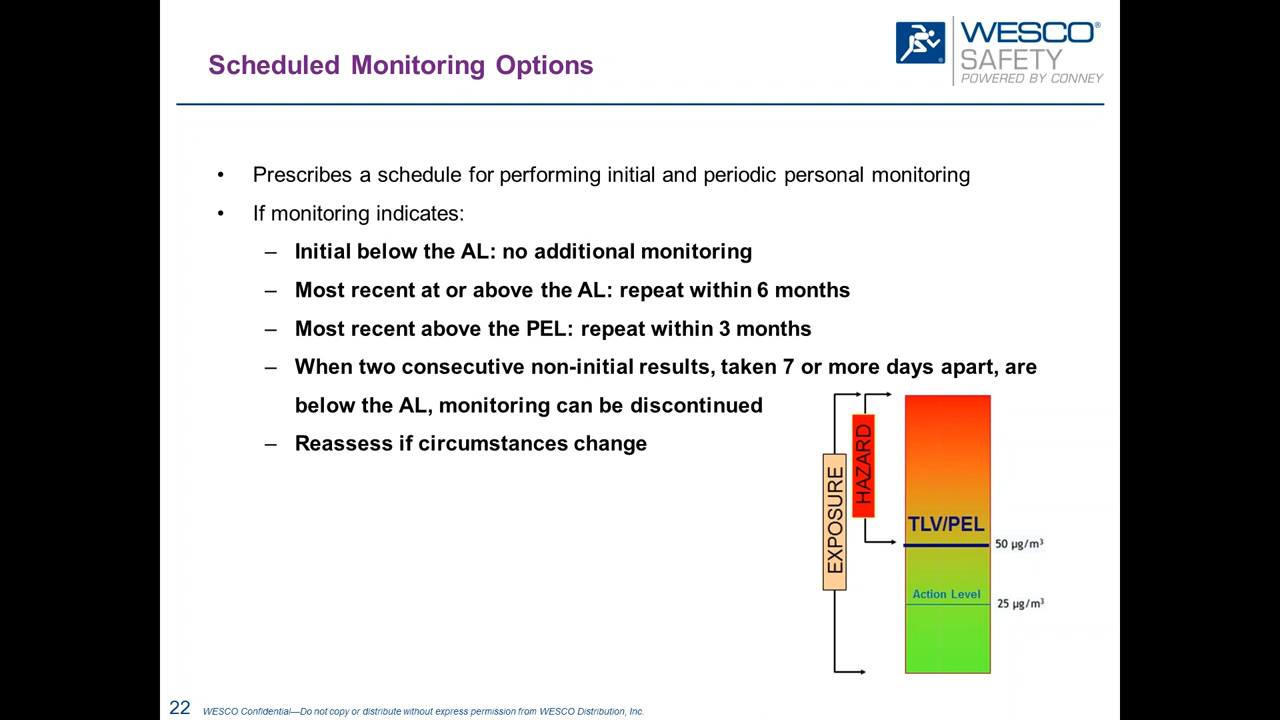 Scheduled Monitoring Options
WESCO®
SAFETY
POWERED BY CONNEY
• Prescribes a schedule for performing initial and periodic personal monitoring
• If monitoring indicates:
– Initial below the AL: no additional monitoring
– Most recent at or above the AL: repeat within 6 months
– Most recent above the PEL: repeat within 3 months
– When two consecutive non-initial results, taken 7 or more days apart, are
below the AL, monitoring can be discontinued
– Reassess if circumstances change
EXPOSURE
HAZARD
TLV/PEL
50 µg/m³
Action Level
25 µg/m³
22
WESCO Confidential—Do not copy or distribute without express permission from WESCO Distribution, Inc.